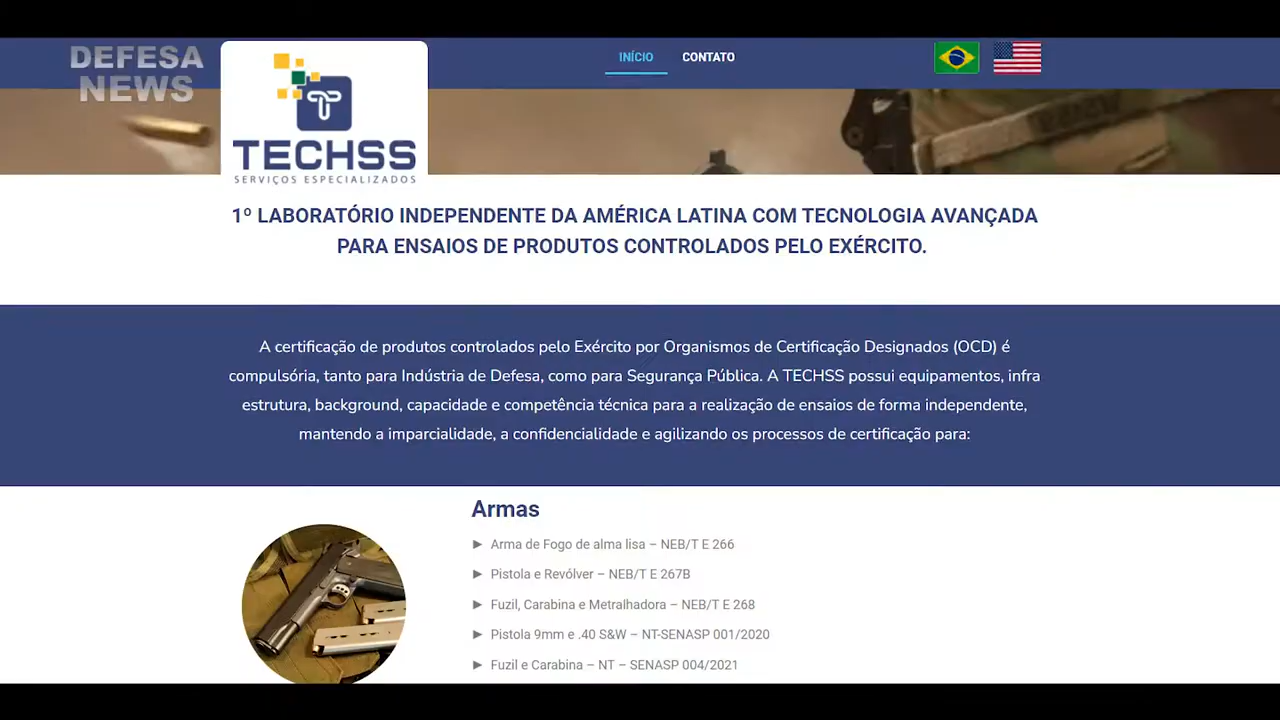 DEFESA
NEWS
TECHSS
SERVIÇOS ESPECIALIZADOS
INÍCIO
CONTATO
1º LABORATÓRIO INDEPENDENTE DA AMÉRICA LATINA COM TECNOLOGIA AVANÇADA
PARA ENSAIOS DE PRODUTOS CONTROLADOS PELO EXÉRCITO.
A certificação de produtos controlados pelo Exército por Organismos de Certificação Designados (OCD) é
compulsória, tanto para Indústria de Defesa, como para Segurança Pública. A TECHSS possui equipamentos, infra
estrutura, background, capacidade e competência técnica para a realização de ensaios de forma independente,
mantendo a imparcialidade, a confidencialidade e agilizando os processos de certificação para:
Armas
Arma de Fogo de alma lisa – NEB/T E 266
Pistola e Revólver – NEB/T E 267B
Fuzil, Carabina e Metralhadora – NEB/T E 268
Pistola 9mm e .40 S&W – NT-SENASP 001/2020
Fuzil e Carabina – NT – SENASP 004/2021